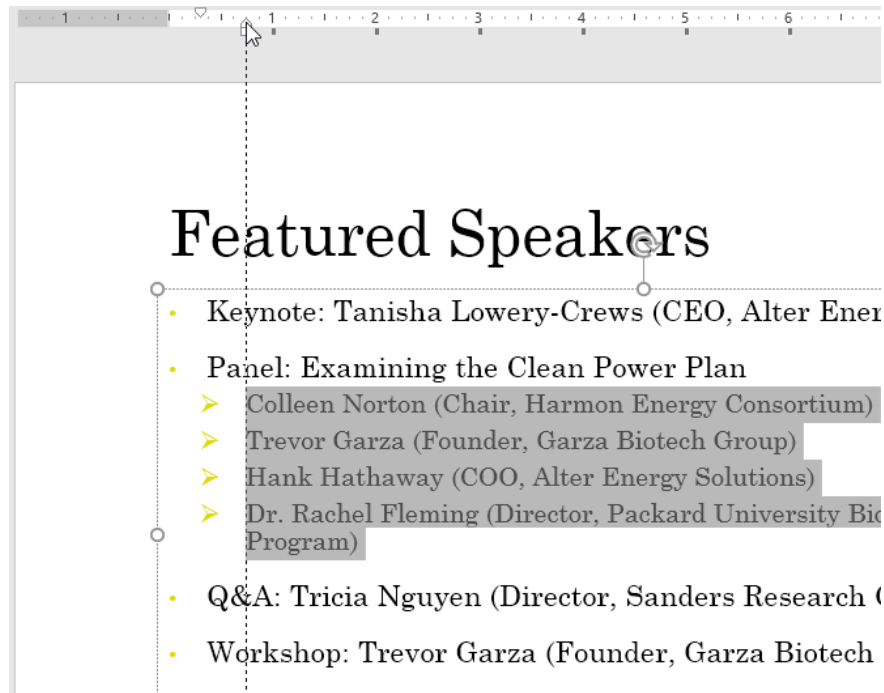 1 1 2 3 4 5 6
Featured Speakers
• Keynote: Tanisha Lowery-Crews (CEO, Alter
• Panel: Examining the Clean Power Plan
➢ Colleen Norton (Chair, Harmon Energy Consortium)
➢ Trevor Garza (Founder, Garza Biotech Group)
➢ Hank Hathaway (COO, Alter Energy Solutions)
➢ Dr. Rachel Fleming (Director, Packard University
Program)
• Q&A: Tricia Nguyen (Director, Sanders Research
• Workshop: Trevor Garza (Founder, Garza Biotech